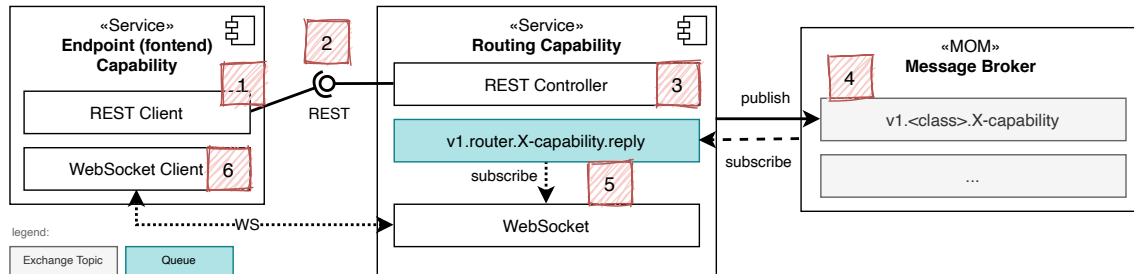 «Service»
Endpoint (fontend)
Capability
1
REST Client
WebSocket Client
6
2
REST
«Service»
Routing Capability
REST Controller
3
v1.router.X-capability.reply
subscribe
5
WebSocket
WS
publish
subscribe
«MOM»
Message Broker
4
v1.<class>.X-capability
...
legend:
Exchange Topic
Queue